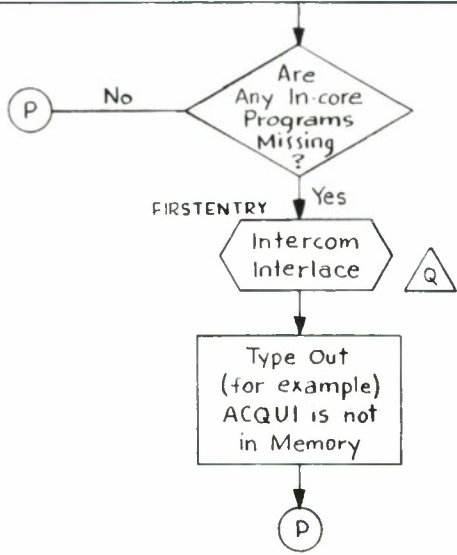 Are
Any In-core
Programs
Missing
?
No
P
Yes
FIRSTENTRY
Intercom
Interlace
Q
Type Out
(for example)
ACQUI is not
in Memory
P